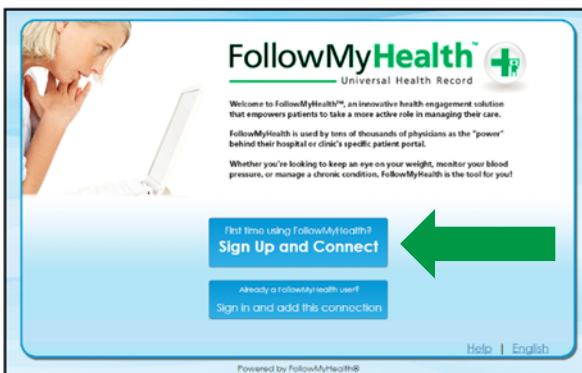 FollowMyHealth™
Universal Health Record
Welcome to FollowMyHealth™, an innovative health engagement solution
that empowers patients to take a more active role in managing their care.
FollowMyHealth is used by tens of thousands of physicians as the "power"
behind their hospital or clinic's specific patient portal.
Whether you're looking to keep an eye on your weight, monitor your blood
pressure, or manage a chronic condition, FollowMyHealth is the tool for you!
First time using FollowMyHealth?
Sign Up and Connect
Already a FollowMyHealth user?
Sign in and add this connection
Help | English
Powered by FollowMyHealth®